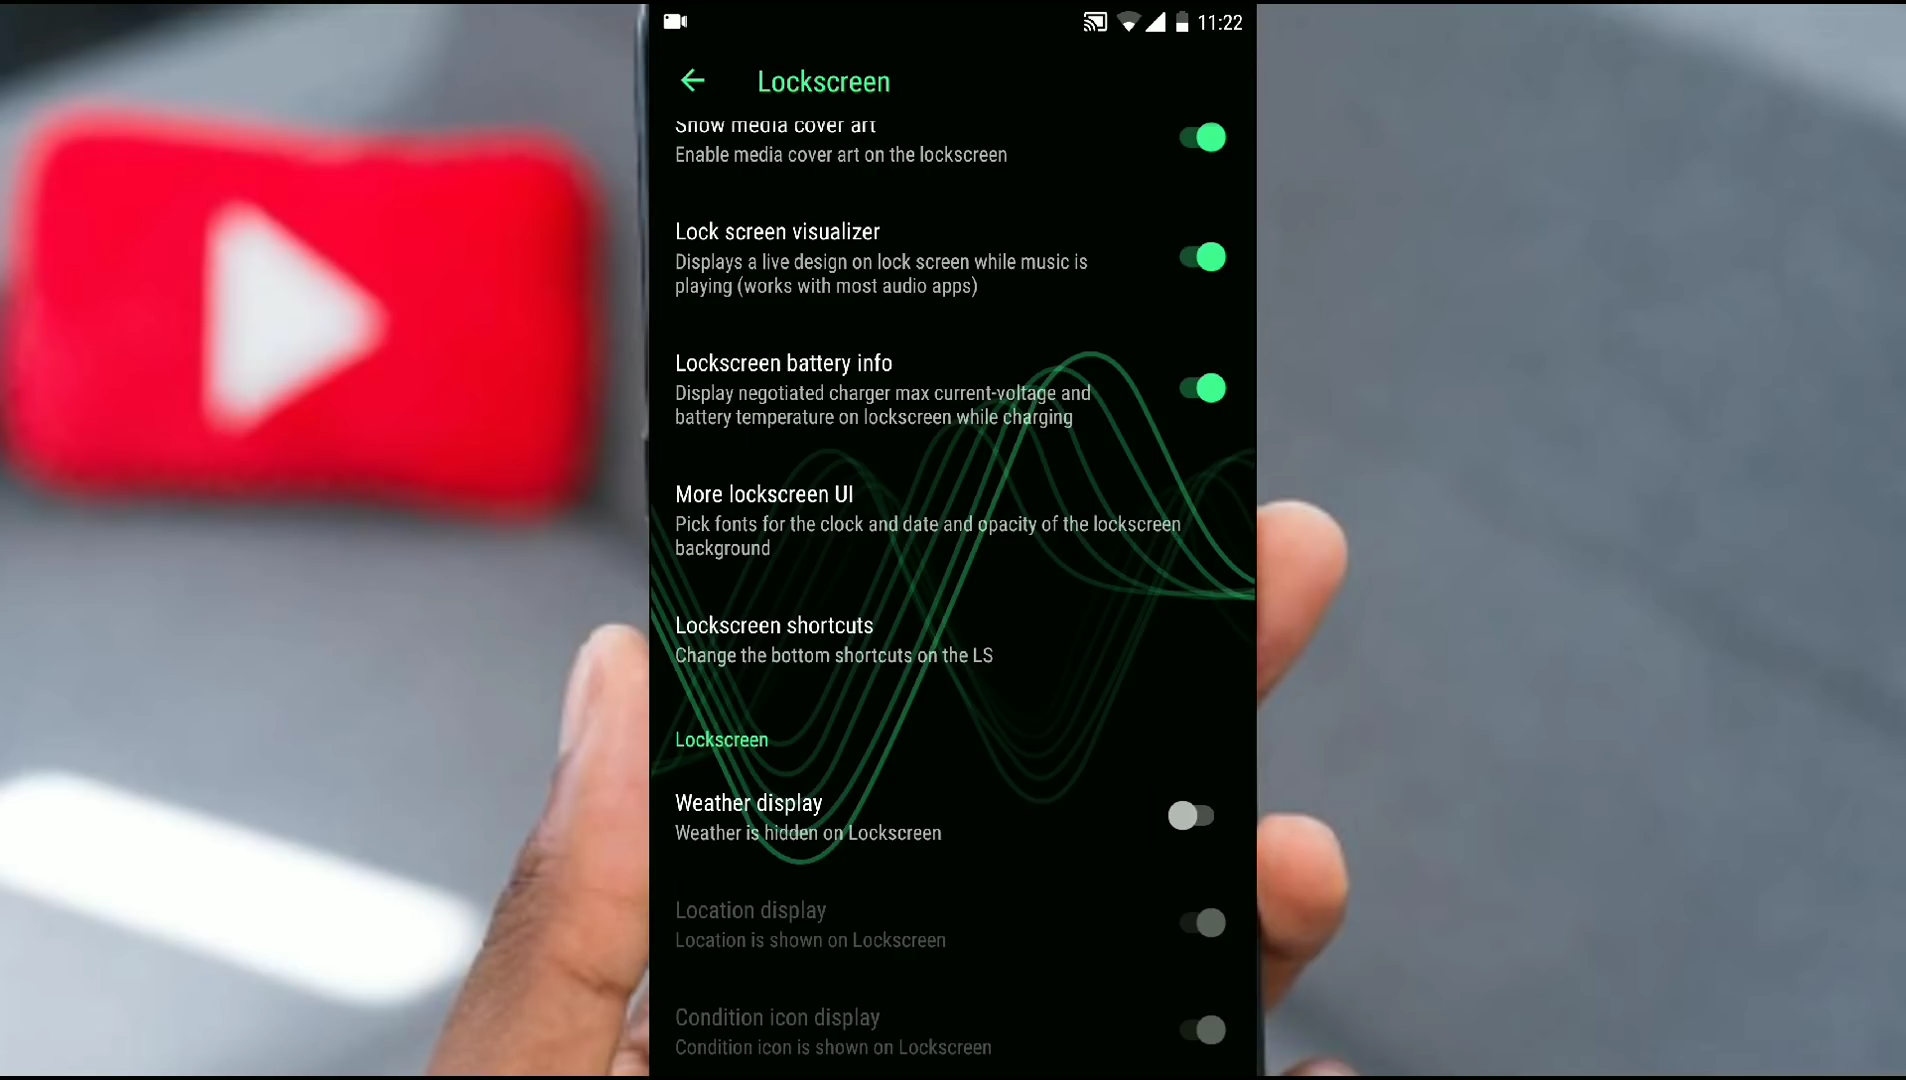 11:22
Lockscreen
Show media cover art
Enable media cover art on the lockscreen
Lock screen visualizer
Displays a live design on lock screen while music is
playing (works with most audio apps)
Lockscreen battery info
Display negotiated charger max current-voltage and
battery temperature on lockscreen while charging
More lockscreen UI
Pick fonts for the clock and date and opacity of the lockscreen
background
Lockscreen shortcuts
Change the bottom shortcuts on the LS
Lockscreen
Weather display
Weather is hidden on Lockscreen
Location display
Location is shown on Lockscreen
Condition icon display
Condition icon is shown on Lockscreen